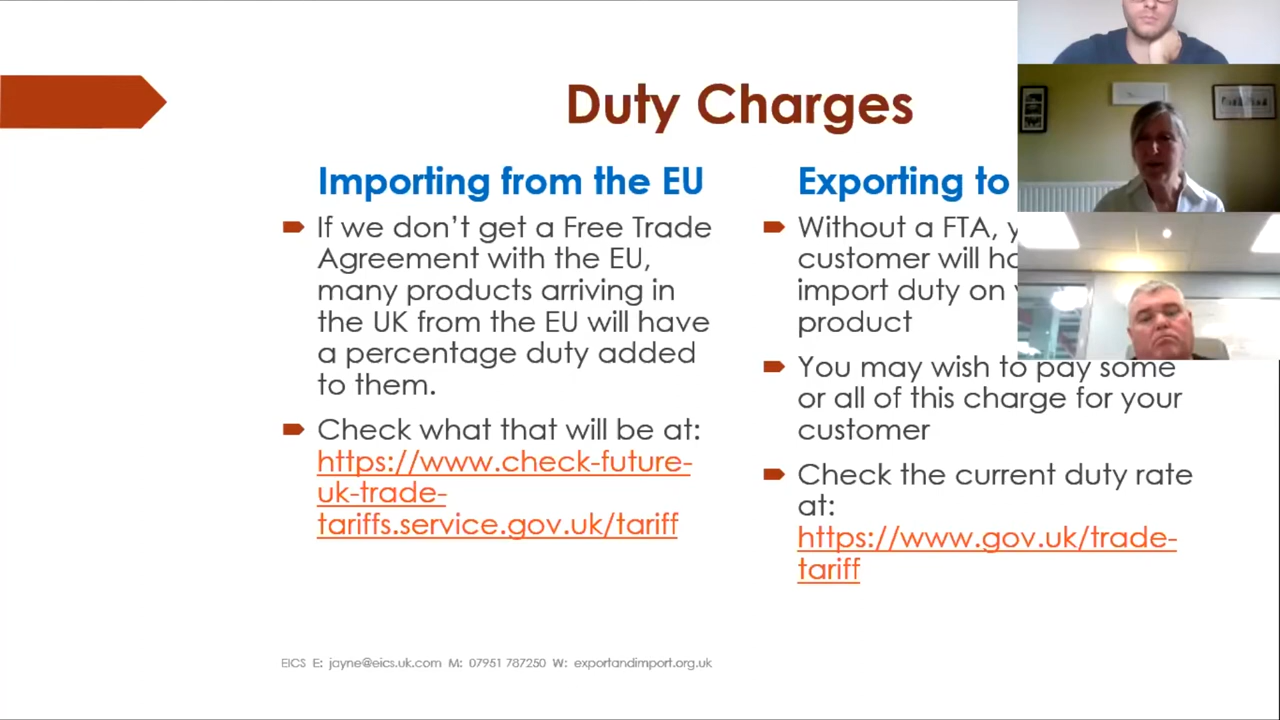 Duty Charges
Importing from the EU
If we don't get a Free Trade
Agreement with the EU,
many products arriving in
the UK from the EU will have
a percentage duty added
to them.
Check what that will be at:
https://www.check-future-
uk-trade-
tariffs.service.gov.uk/tariff
Exporting to
Without a FTA,
customer will
import duty on
product
You may wish to pay some
or all of this charge for your
customer
Check the current duty rate
at:
https://www.gov.uk/trade-
tariff
EICS E: jayne@eics.uk.com M: 07951 787250 W: exportandimport.org.uk